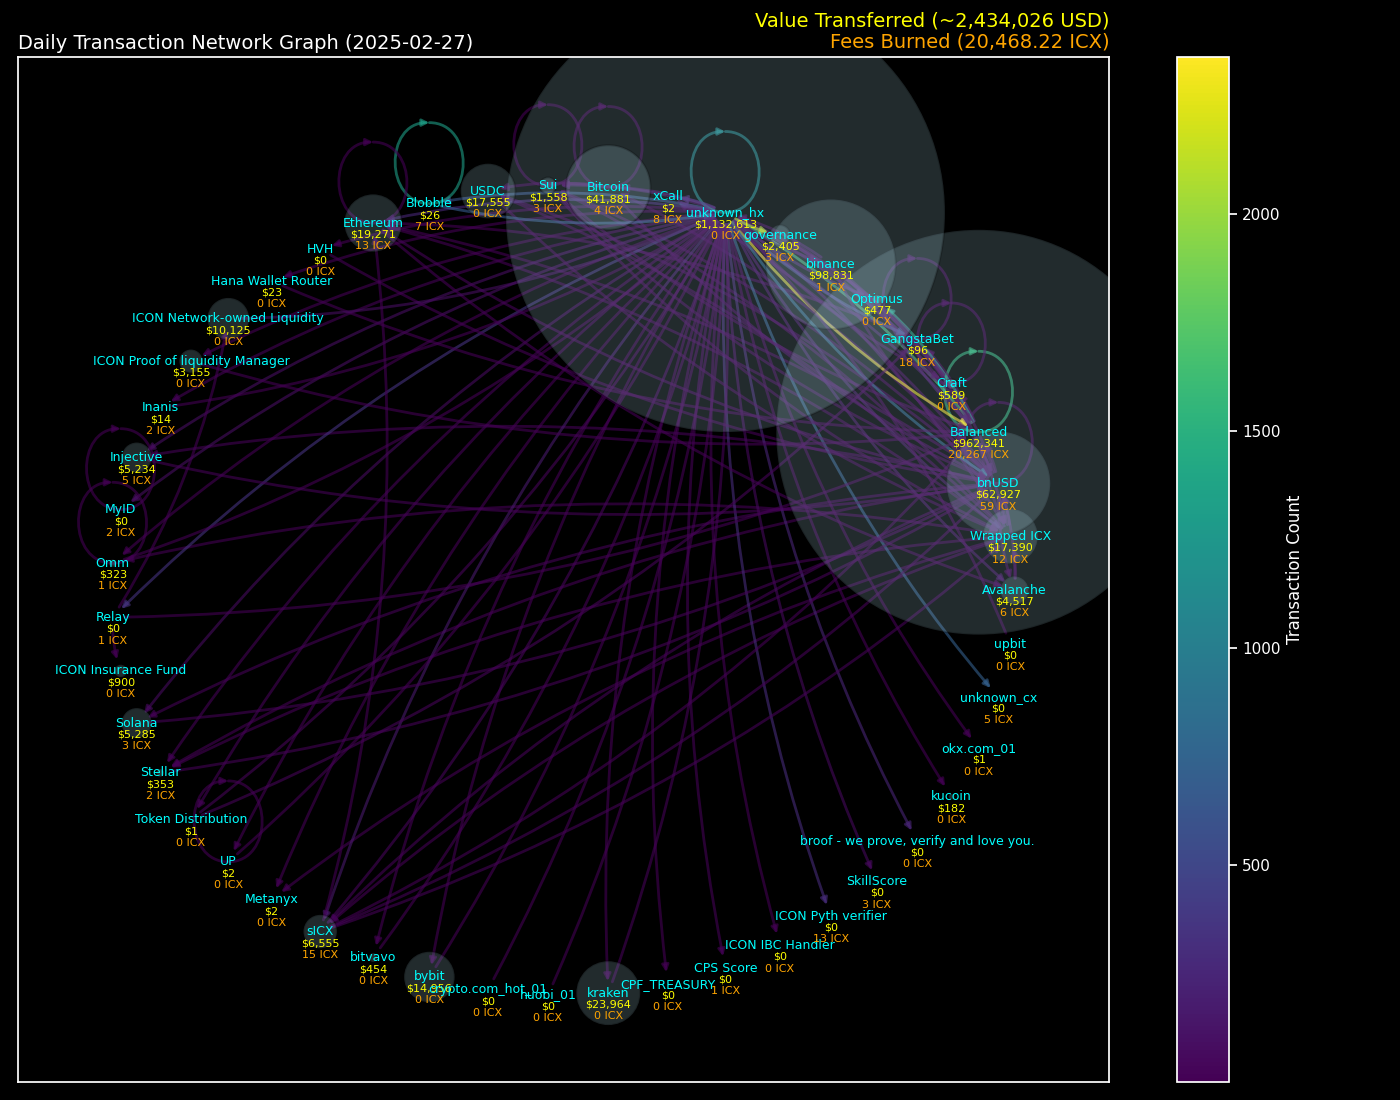 Value Transferred (~2,434,026 USD)
Daily Transaction Network Graph (2025-02-27)
Fees Burned (20,468.22 ICX)
Sui
$1,558
3 ICX
Bitcoin
$41,881
4 ICX
USDC
$17,555
0 ICX
xCall
$2
8 ICX
Blobble
$26
7 ICX
unknown_hx
$1,132,613
0 ICX
Ethereum
$19,271
13 ICX
governance
$2,405
3 ICX
HVH
$0
0 ICX
binance
$98,831
1 ICX
Hana Wallet Router
$23
0 ICX
Optimus
$477
0 ICX
ICON Network-owned Liquidity
$10,125
0 ICX
GangstaBet
$96
18 ICX
ICON Proof of liquidity Manager
$3,155
0 ICX
Craft
$589
0 ICX
Inanis
$14
2 ICX
Balanced
$962,341
20,267 ICX
Injective
$5,234
5 ICX
bnUSD
$62,927
59 ICX
MyID
$0
2 ICX
Wrapped ICX
$17,390
12 ICX
Omm
$323
1 ICX
Avalanche
$4,517
6 ICX
Relay
$0
1 ICX
upbit
$0
0 ICX
ICON Insurance Fund
$900
0 ICX
unknown_cx
$0
5 ICX
Solana
$5,285
3 ICX
okx.com_01
$1
0 ICX
Stellar
$353
2 ICX
kucoin
$182
0 ICX
Token Distribution
$1
0 ICX
broof - we prove, verify and love you.
$0
0 ICX
UP
$2
0 ICX
SkillScore
$0
3 ICX
Metanyx
$2
0 ICX
ICON Pyth verifier
$0
13 ICX
sICX
$6,555
15 ICX
ICON IBC Handler
$0
0 ICX
bitvavo
$454
0 ICX
CPS Score
$0
1 ICX
bybit
$14,956
0 ICX
crypto.com_hot_01
$0
0 ICX
huobi_01
$0
0 ICX
kraken
$23,964
0 ICX
CPF_TREASURY
$0
0 ICX
2000
1500
1000
500
Transaction Count